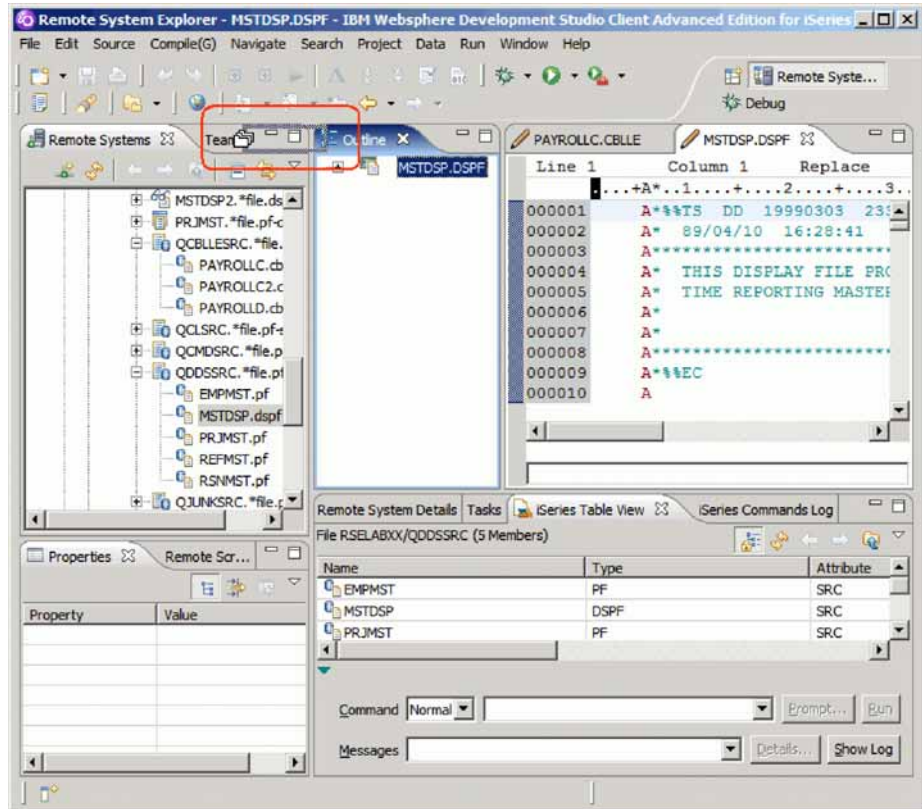 Remote System Explorer - MSTDSP.DSPF - IBM Websphere Development Studio Client Advanced Edition for iSeries
File Edit Source Compile(G) Navigate Search Project Data Run Window Help
Remote Syste...
Debug
Remote Systems
Team
MSTDSP2.*file.ds
PRJMST.*file.pf-c
QCBLLESRC.*file.
PAYROLLC.cb
PAYROLLC2.c
PAYROLLD.cb
QCLSRC.*file.pf-s
QCMDSRC.*file.p
QDDSSRC.*file.pf
EMPMST.pf
MSTDSP.dspf
PRJMST.pf
REFMST.pf
RSNMST.pf
QJUNKSRC.*file.p
Outline
MSTDSP.DSPF
PAYROLLC.CBLLE MSTDSP.DSPF
Line 1 Column 1 Replace
....+A*..1....+....2....+....3..
000001 A*%%TS DD 19990303 233
000002 A* 89/04/10 16:28:41
000003 A**************************
000004 A* THIS DISPLAY FILE PRO
000005 A* TIME REPORTING MASTER
000006 A*
000007 A*
000008 A**************************
000009 A*%%EC
000010 A
Properties Remote Scr...
Property Value
Remote System Details Tasks iSeries Table View iSeries Commands Log
File RSELABXX/QDDSSRC (5 Members)
Name Type Attribute
EMPMST PF SRC
MSTDSP DSPF SRC
PRJMST PF SRC
Command Normal Prompt... Run
Messages Details... Show Log